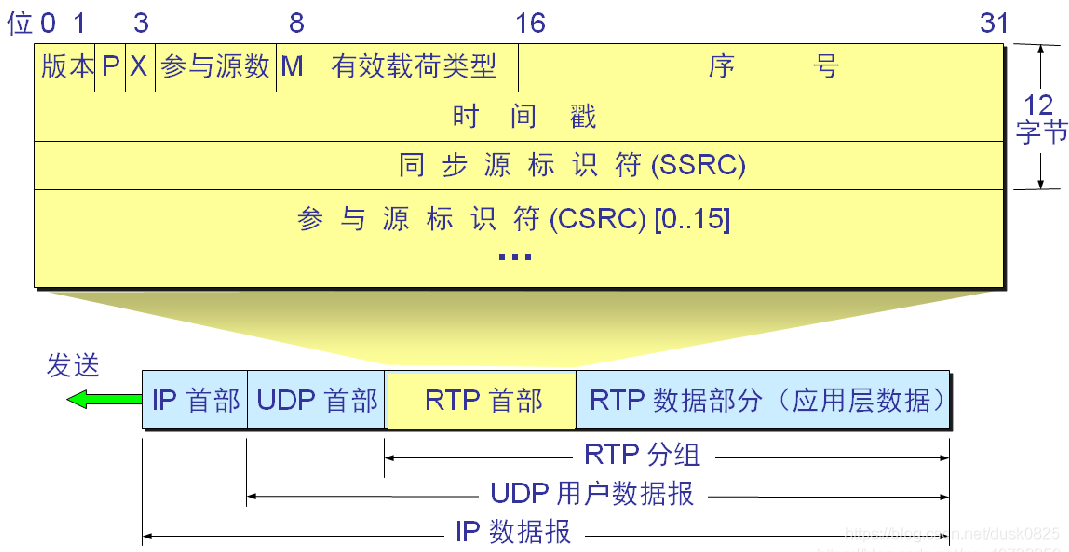 位 0 1 3 8 16 31
版本 P X 参与源数 M 有效载荷类型 序 号
时 间 戳
12
字节
同 步 源 标 识 符 (SSRC)
参 与 源 标 识 符 (CSRC) [0..15]
...
发送
IP 首部 UDP 首部 RTP 首部 RTP 数据部分（应用层数据）
RTP 分组
UDP 用户数据报
IP 数据报
https://blog.csdn.net/dusk0825